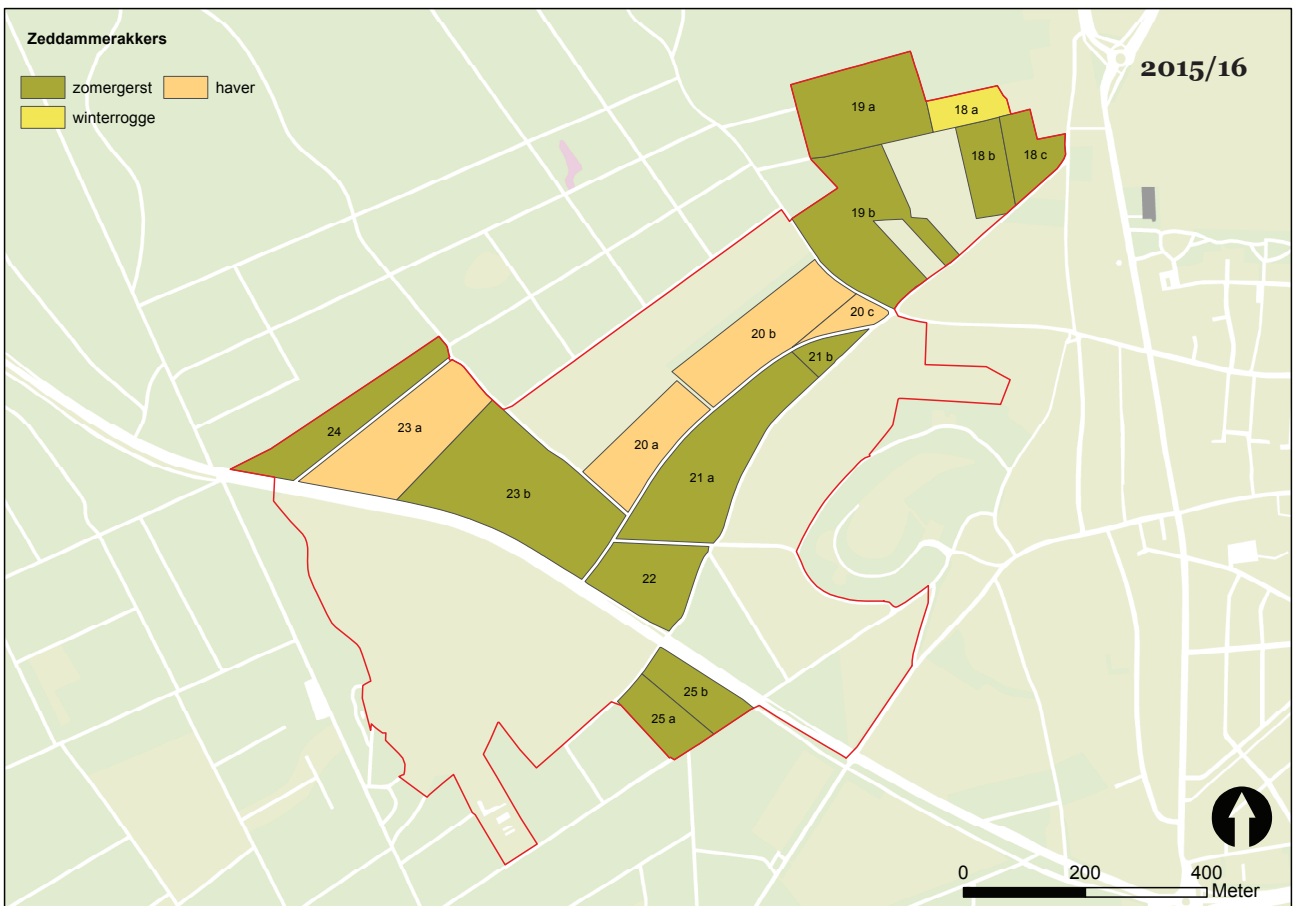 Zeddammerakkers
2015/16
zomergerst haver
winterrogge
19 a
18 a
18 b
18 c
19 b
20 c
20 b
21 b
24
23 a
20 a
21 a
23 b
22
25 b
25 a
0 200 400
Meter